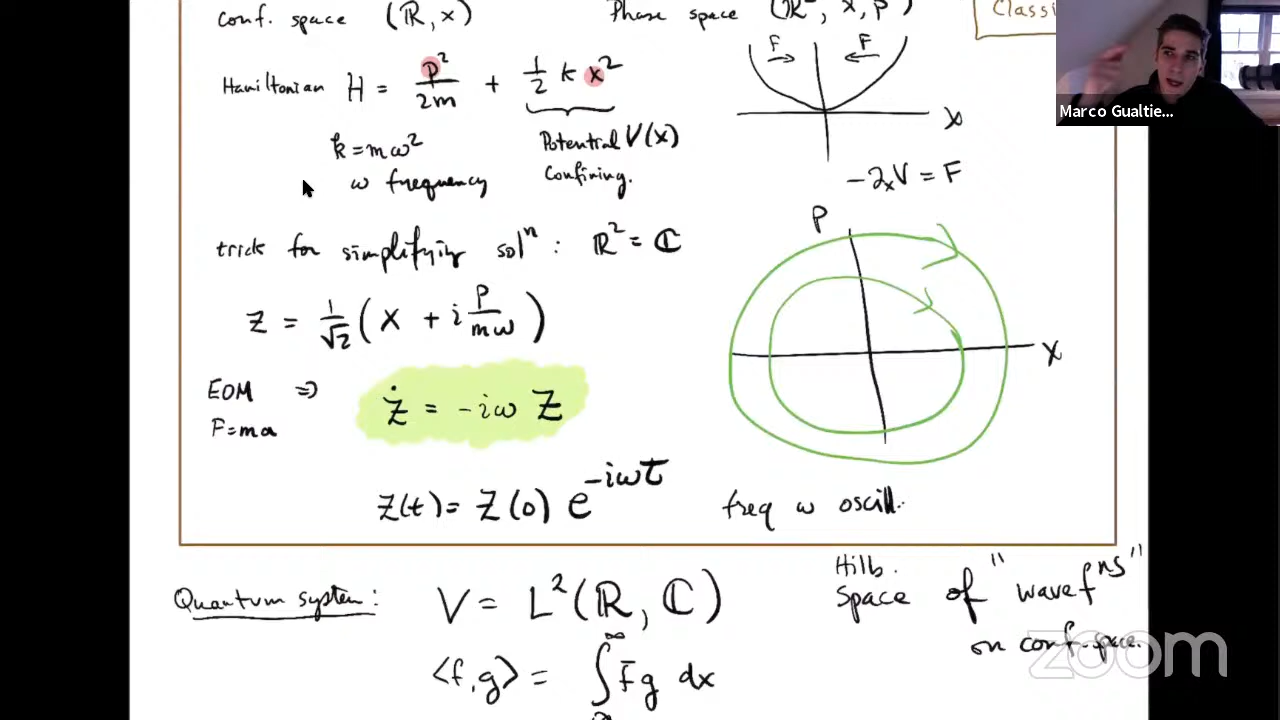 conf. space (ℝ, x)
Phase space (ℝ², x, p)
Classi
F F
x
Hamiltonian H = p²/2m + 1/2 k x²
k = mω²
ω frequency
Potential V(x)
confining.
-∂ₓV = F
trick for simplifying solⁿ : ℝ² = ℂ
z = 1/√2 ( x + i p/mω )
P
x
EOM ⇒
F = ma
ż = -iω z
z(t) = z(0) e^{-iωt}
freq ω oscill.
Quantum system: V = L²(ℝ, ℂ)
Hilb.
Space of "wavefⁿˢ"
on conf. space.
⟨f, g⟩ = ∫ f̄ g dx
∞
Marco Gualtie...
zoom